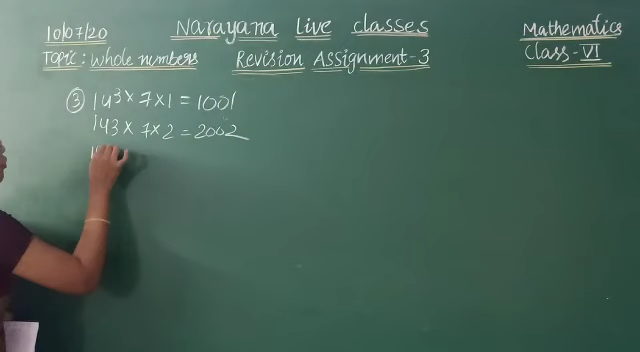 10/07/20 Narayana Live classes Mathematics
Topic: Whole numbers Revision Assignment-3 Class-VI
③ 143 × 7 × 1 = 1001
143 × 7 × 2 = 2002